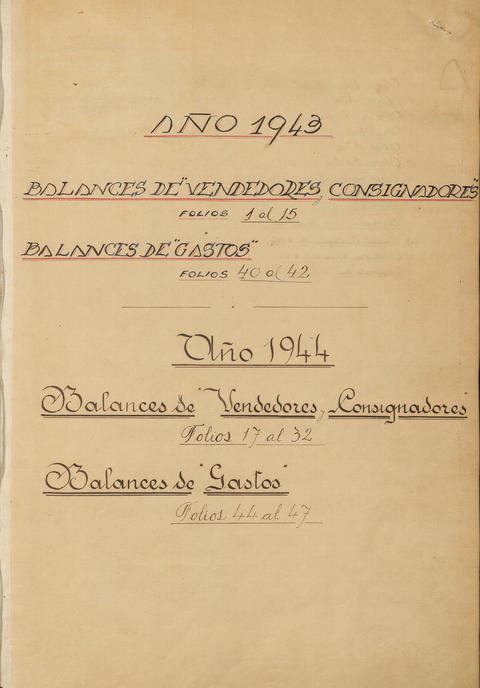 AÑO 1943
BALANCES DE "VENDEDORES, CONSIGNADORES"
FOLIOS 1 al 15
BALANCES DE "GASTOS"
FOLIOS 40 al 42
Año 1944
Balances de "Vendedores, Consignadores"
Folios 17 al 32
Balances de "Gastos"
Folios 44 al 47